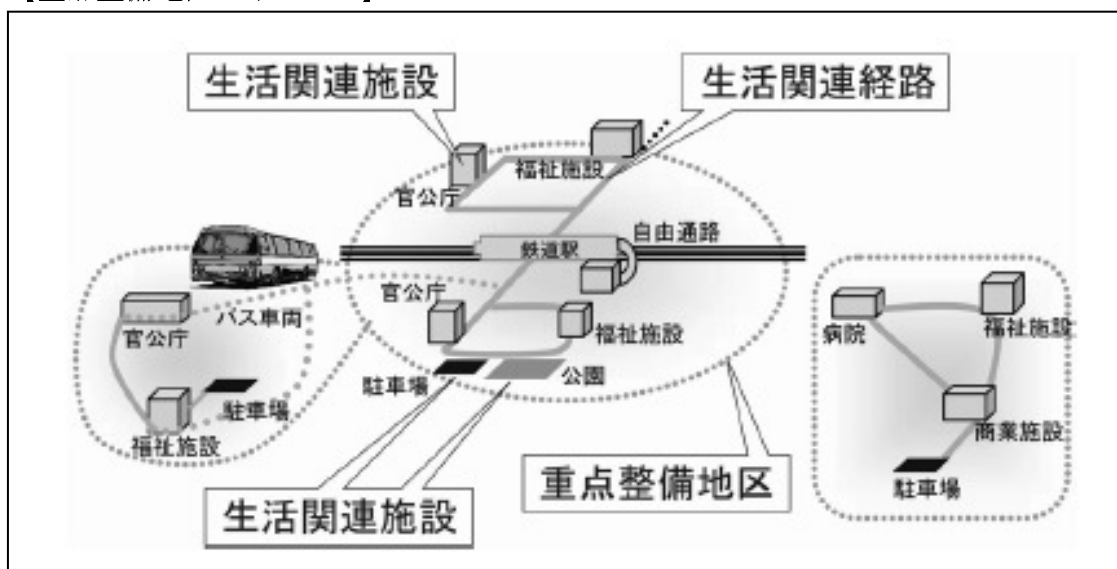 生活関連施設
生活関連経路
福祉施設
官公庁
自由通路
鉄道駅
官公庁
バス車両
官公庁
福祉施設
病院
福祉施設
駐車場
公園
駐車場
福祉施設
商業施設
重点整備地区
駐車場
生活関連施設